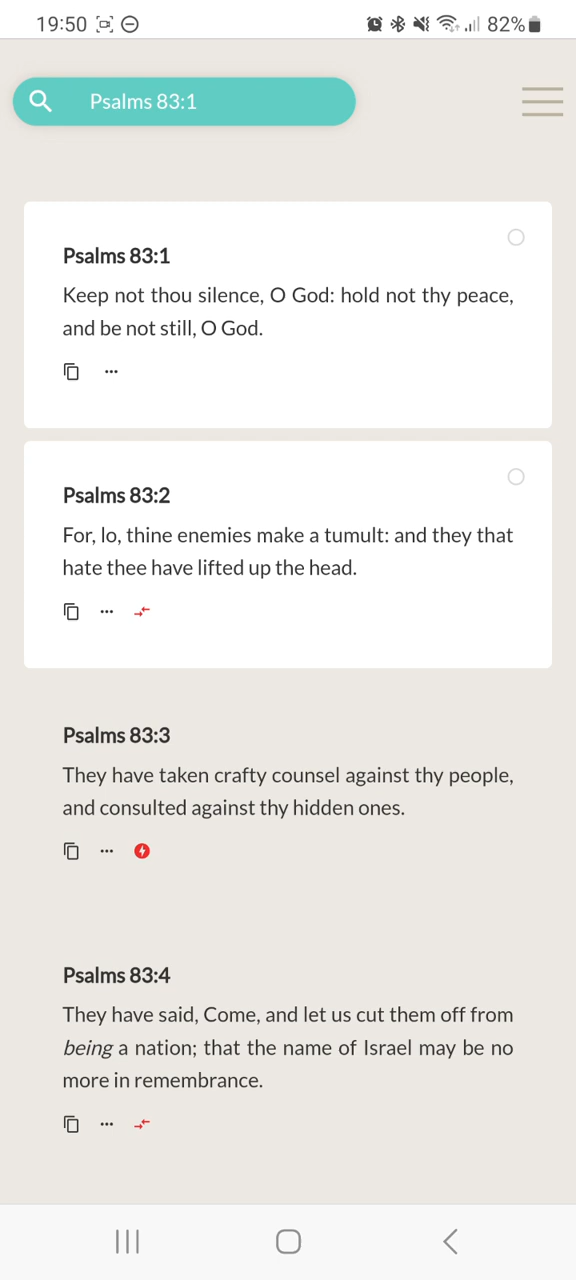 19:50
82%
Psalms 83:1
Psalms 83:1
Keep not thou silence, O God: hold not thy peace,
and be not still, O God.
Psalms 83:2
For, lo, thine enemies make a tumult: and they that
hate thee have lifted up the head.
Psalms 83:3
They have taken crafty counsel against thy people,
and consulted against thy hidden ones.
Psalms 83:4
They have said, Come, and let us cut them off from
being a nation; that the name of Israel may be no
more in remembrance.